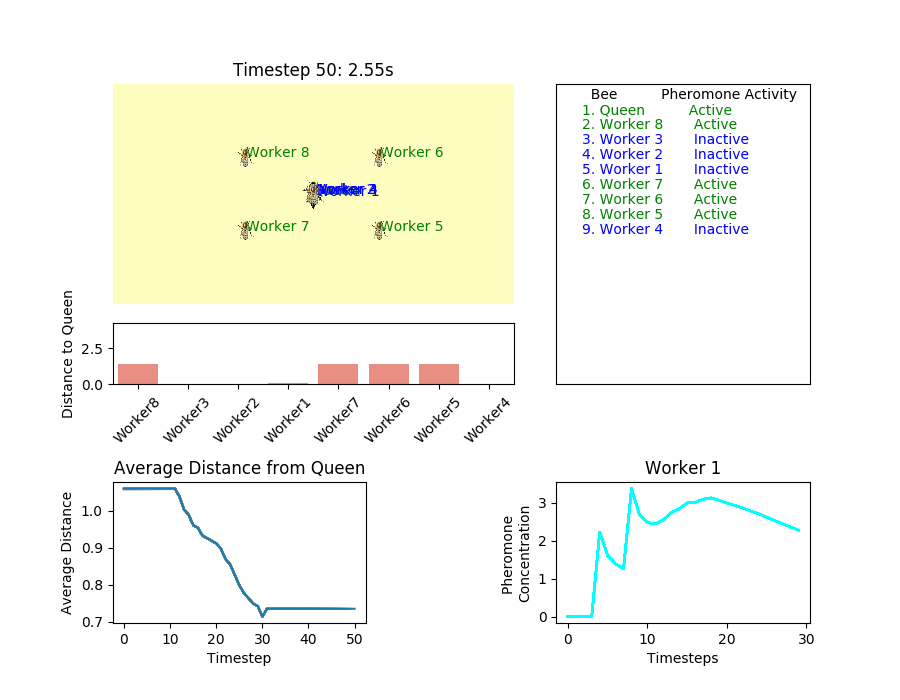 Timestep 50: 2.55s
Worker 8
Worker 6
Worker 7
Worker 5
Bee Pheromone Activity
1. Queen Active
2. Worker 8 Active
3. Worker 3 Inactive
4. Worker 2 Inactive
5. Worker 1 Inactive
6. Worker 7 Active
7. Worker 6 Active
8. Worker 5 Active
9. Worker 4 Inactive
Distance to Queen
2.5
0.0
Worker8
Worker3
Worker2
Worker1
Worker7
Worker6
Worker5
Worker4
Average Distance from Queen
Average Distance
1.0
0.9
0.8
0.7
0 10 20 30 40 50
Timestep
Worker 1
Pheromone
Concentration
3
2
1
0
0 10 20 30
Timesteps